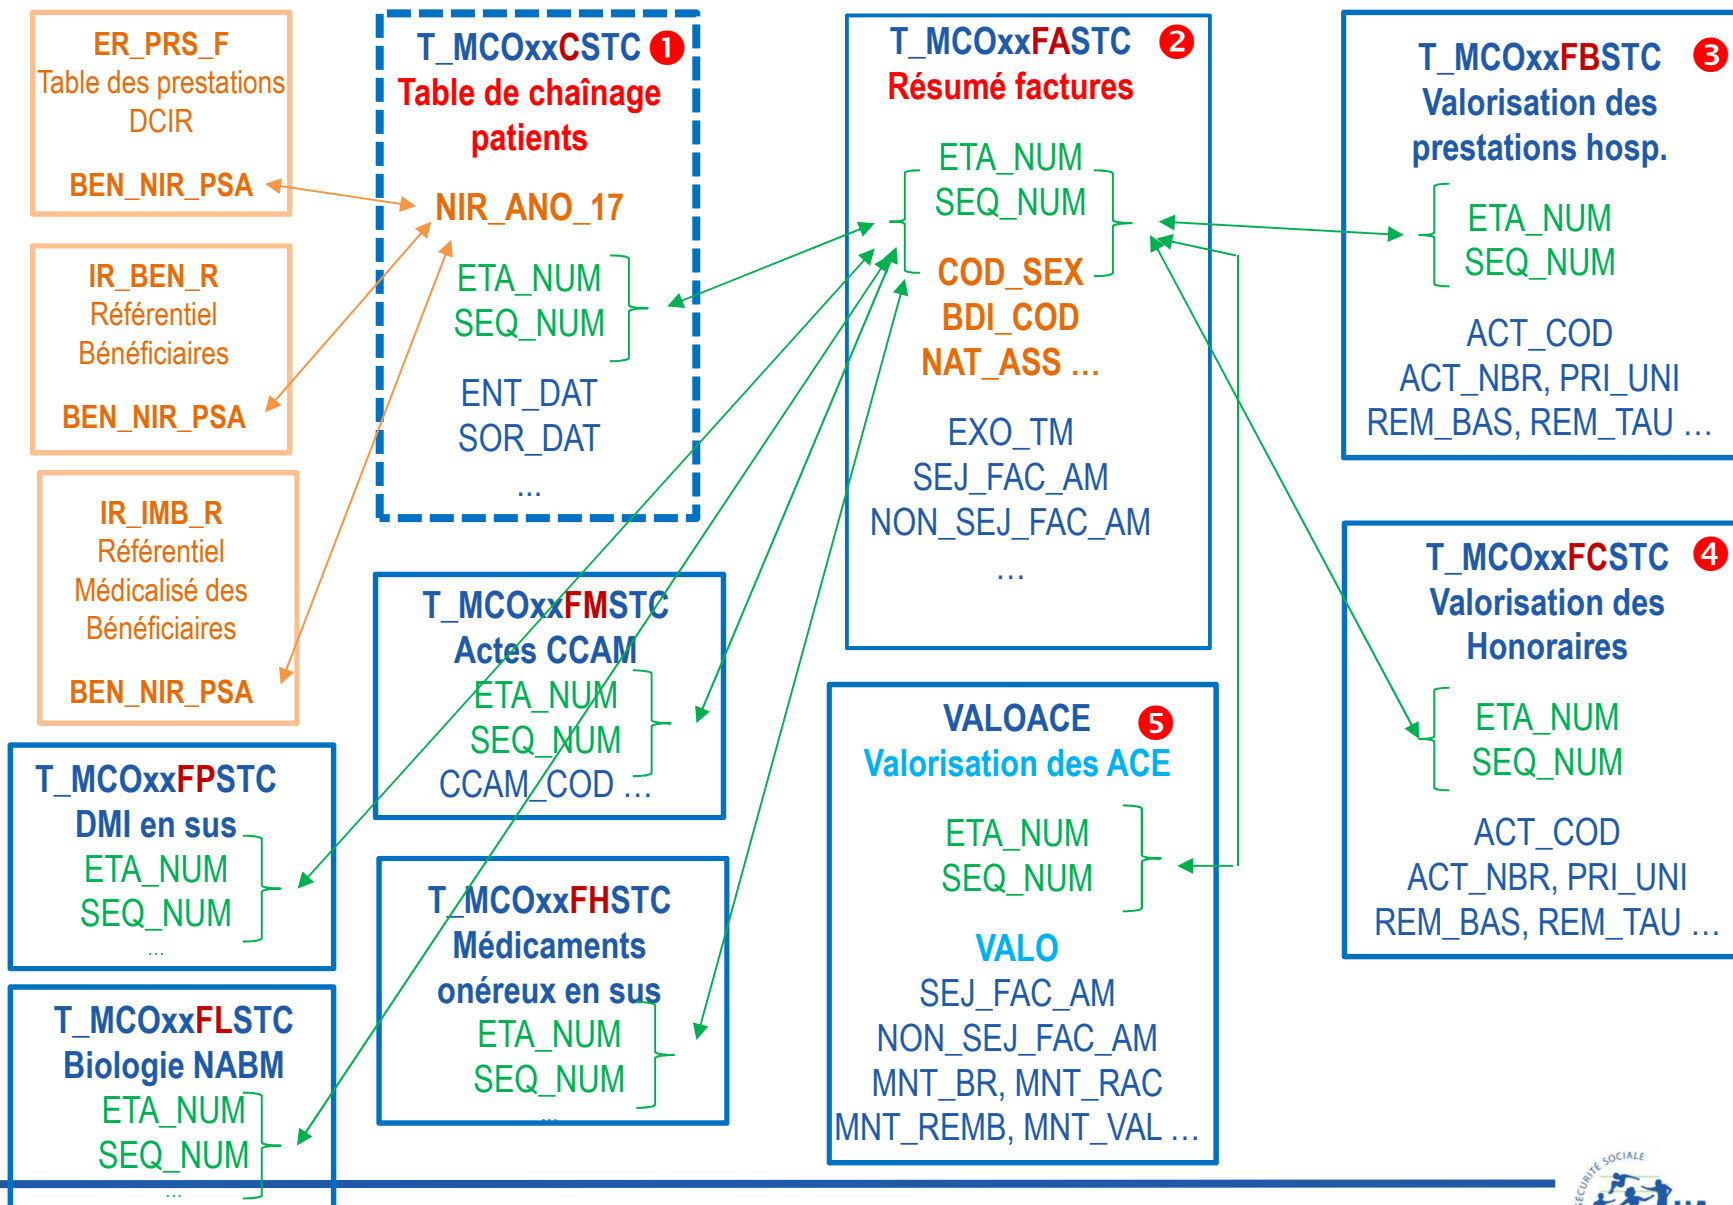 ER_PRS_F
Table des prestations
DCIR
BEN_NIR_PSA
IR_BEN_R
Référentiel
Bénéficiaires
BEN_NIR_PSA
IR_IMB_R
Référentiel
Médicalisé des
Bénéficiaires
BEN_NIR_PSA
T_MCOxxFPSTC
DMI en sus
ETA_NUM
SEQ_NUM
...
T_MCOxxFLSTC
Biologie NABM
ETA_NUM
SEQ_NUM
...
T_MCOxxCSTC 1
Table de chaînage
patients
NIR_ANO_17
ETA_NUM
SEQ_NUM
ENT_DAT
SOR_DAT
...
T_MCOxxFMSTC
Actes CCAM
ETA_NUM
SEQ_NUM
CCAM_COD ...
T_MCOxxFHSTC
Médicaments
onéreux en sus
ETA_NUM
SEQ_NUM
...
T_MCOxxFASTC 2
Résumé factures
ETA_NUM
SEQ_NUM
COD_SEX
BDI_COD
NAT_ASS ...
EXO_TM
SEJ_FAC_AM
NON_SEJ_FAC_AM
...
VALOACE 5
Valorisation des ACE
ETA_NUM
SEQ_NUM
VALO
SEJ_FAC_AM
NON_SEJ_FAC_AM
MNT_BR, MNT_RAC
MNT_REMB, MNT_VAL ...
T_MCOxxFBSTC 3
Valorisation des
prestations hosp.
ETA_NUM
SEQ_NUM
ACT_COD
ACT_NBR, PRI_UNI
REM_BAS, REM_TAU ...
T_MCOxxFCSTC 4
Valorisation des
Honoraires
ETA_NUM
SEQ_NUM
ACT_COD
ACT_NBR, PRI_UNI
REM_BAS, REM_TAU ...
SÉCURITÉ SOCIALE